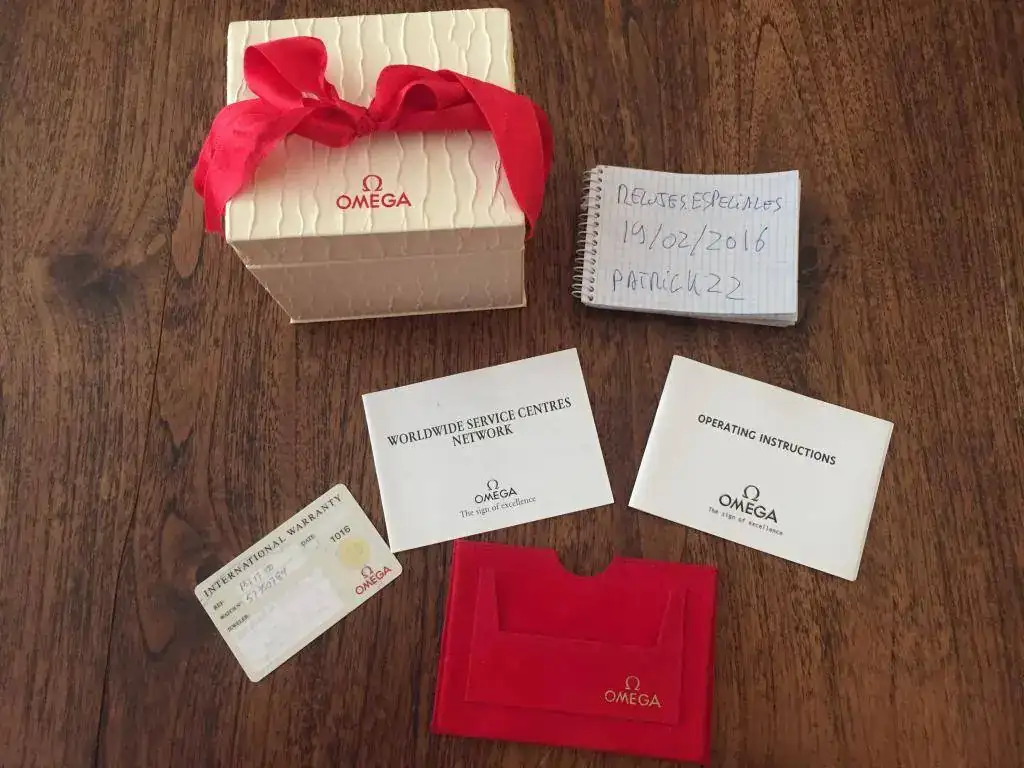 Ω
OMEGA
RELOJES ESPECIALES
19/02/2016
PATRICK22
WORLDWIDE SERVICE CENTRES
NETWORK
Ω
OMEGA
The sign of excellence
OPERATING INSTRUCTIONS
Ω
OMEGA
The sign of excellence
INTERNATIONAL WARRANTY
REF. DATE: 1016
JEWELER:
Ω
OMEGA
Ω
OMEGA